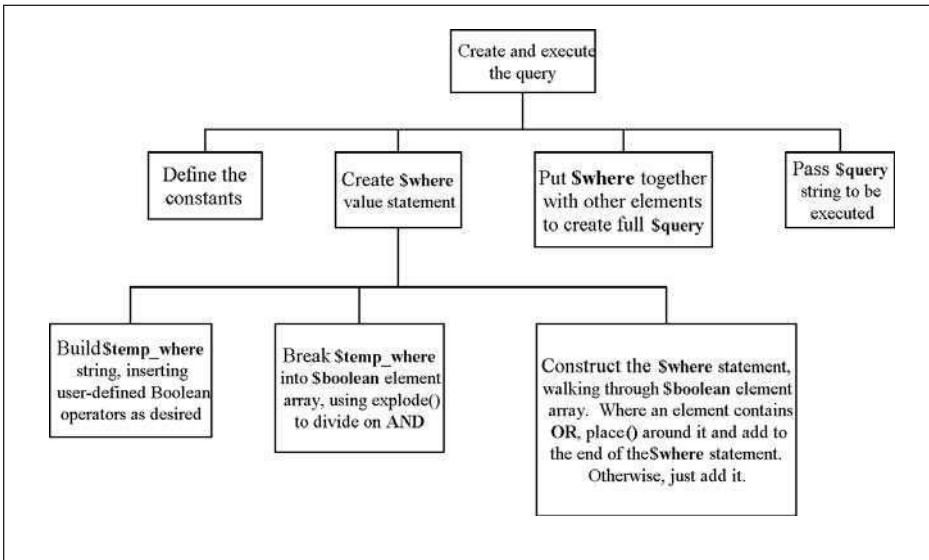 Create and execute
the query
Define the
constants
Create $where
value statement
Put $where together
with other elements
to create full $query
Pass $query
string to be
executed
Build $temp_where
string, inserting
user-defined Boolean
operators as desired
Break $temp_where
into $boolean element
array, using explode()
to divide on AND
Construct the $where statement,
walking through $boolean element
array. Where an element contains
OR, place() around it and add to
the end of the$where statement.
Otherwise, just add it.